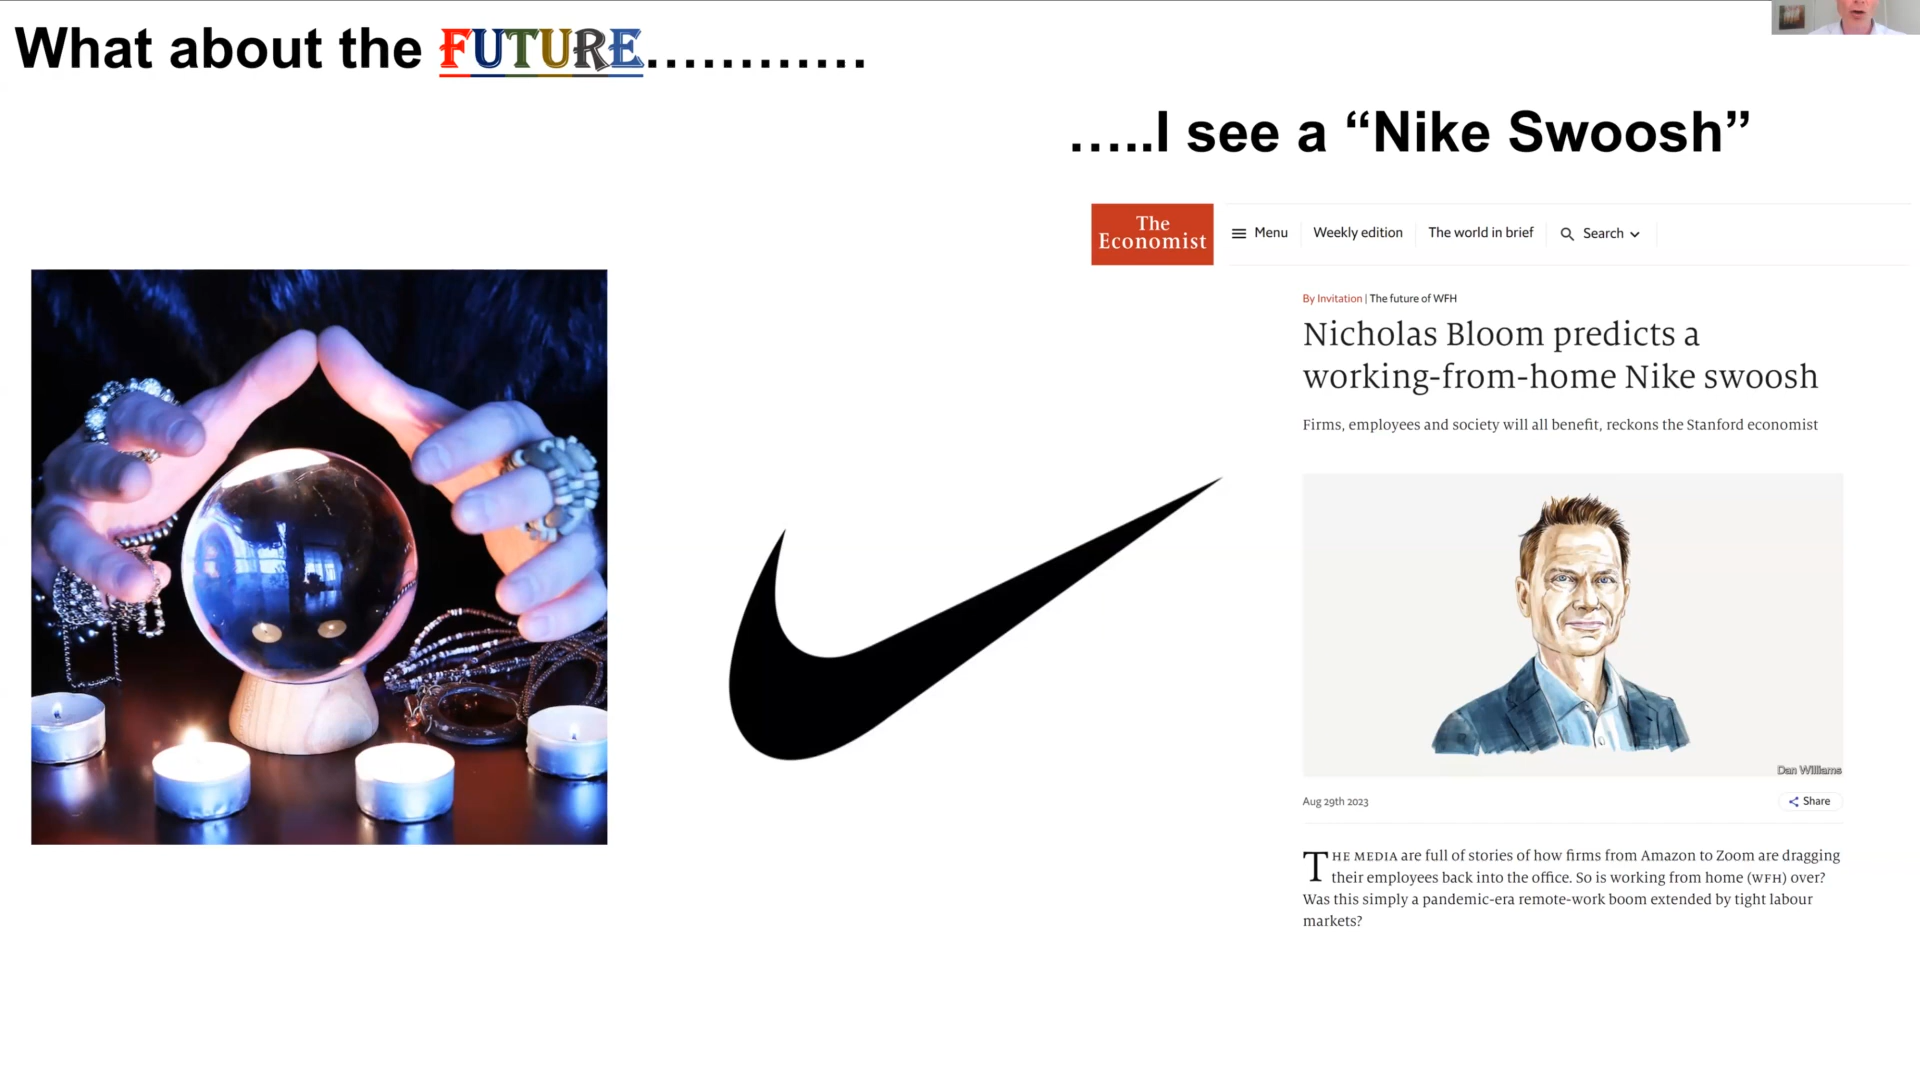 What about the FUTURE............
.....I see a “Nike Swoosh”
The
Economist
Menu
Weekly edition
The world in brief
Search
By Invitation | The future of WFH
Nicholas Bloom predicts a
working-from-home Nike swoosh
Firms, employees and society will all benefit, reckons the Stanford economist
Dan Williams
Aug 29th 2023
Share
THE MEDIA are full of stories of how firms from Amazon to Zoom are dragging
their employees back into the office. So is working from home (WFH) over?
Was this simply a pandemic-era remote-work boom extended by tight labour
markets?